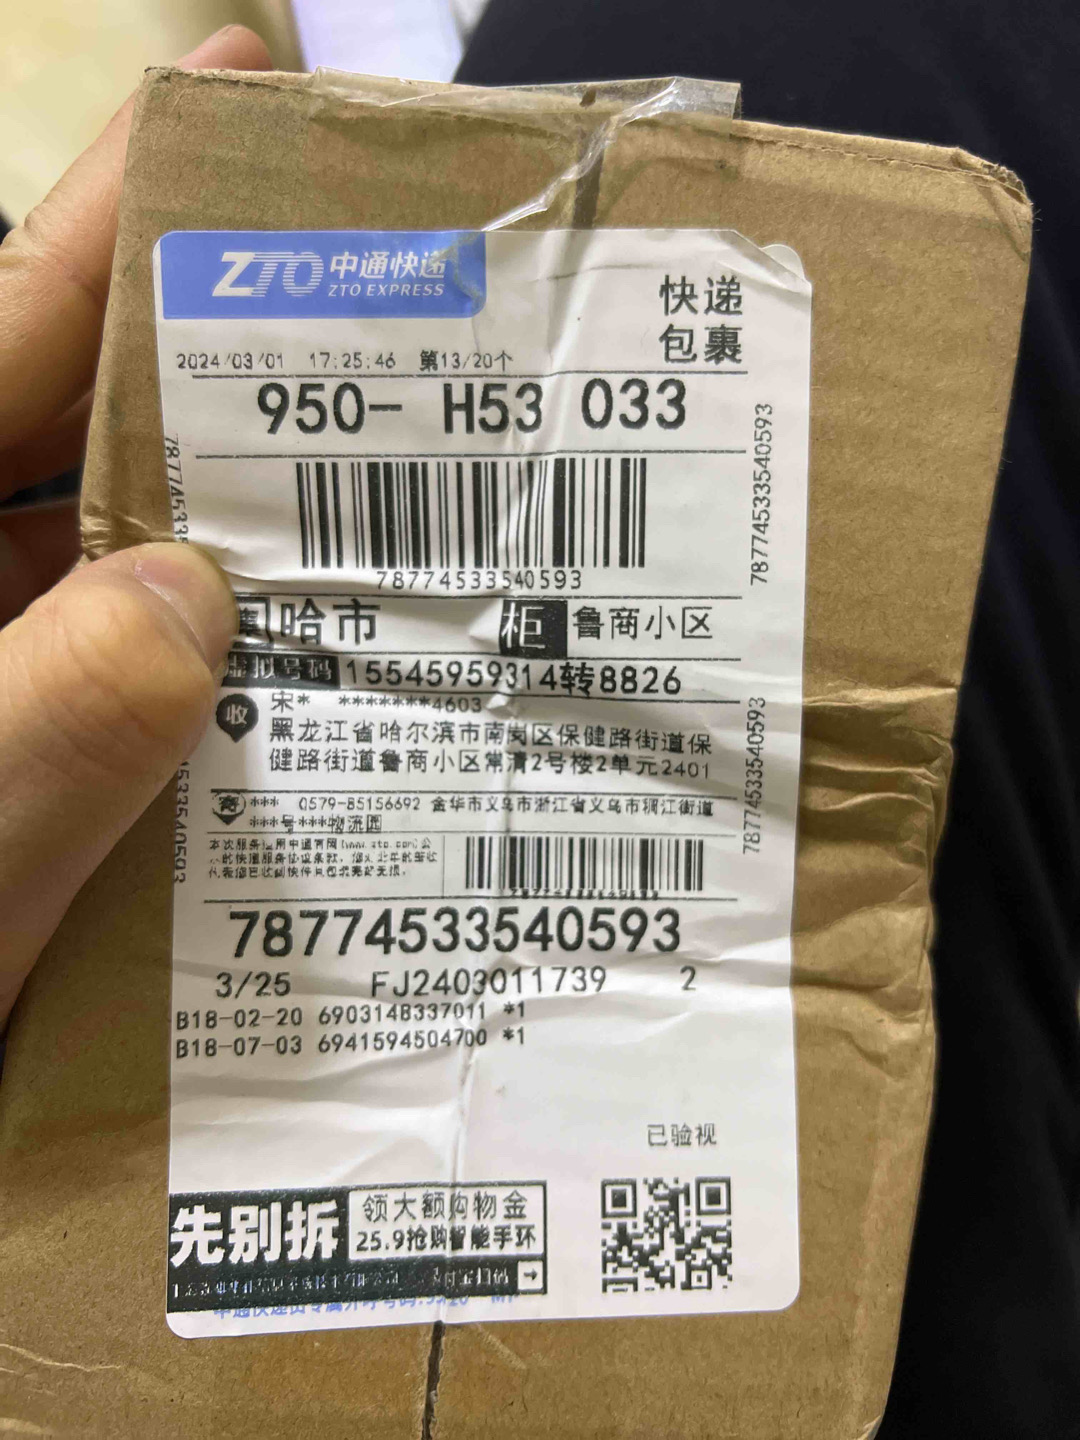 ZTO 中通快递
ZTO EXPRESS
快递
包裹
2024/03/01 17:25:46 第13/20个
950- H53 033
78774533540593
78774533540593
哈市 柜 鲁商小区
虚拟号码 15545959314转8826
收 宋* *******4603
黑龙江省哈尔滨市南岗区保健路街道保
健路街道鲁商小区常清2号楼2单元2401
寄 *** 0579-85156692 金华市义乌市浙江省义乌市稠江街道
***号***物流园
78774533540593
78774533540593
3/25 FJ2403011739 2
B18-02-20 6903148337011 *1
B18-07-03 6941594504700 *1
已验视
先别拆 领大额购物金
25.9抢购智能手环